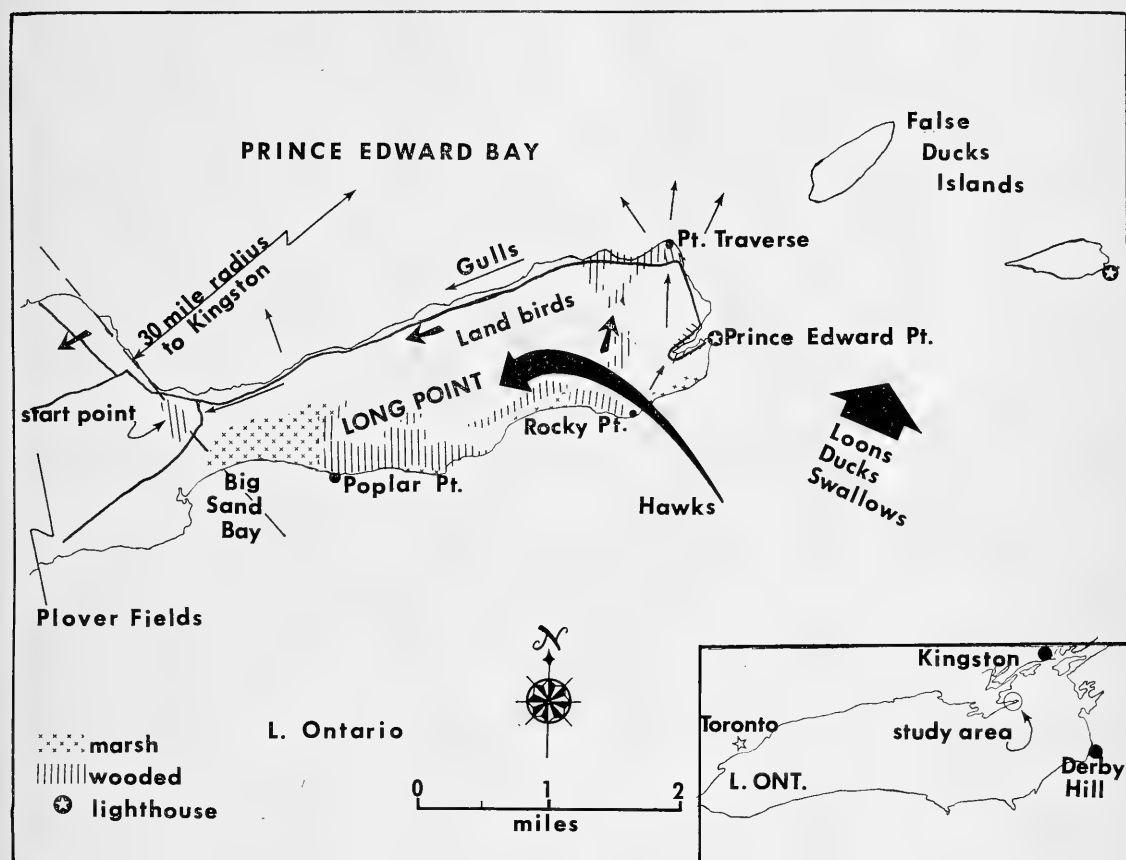 PRINCE EDWARD BAY
False
Ducks
Islands
Pt. Traverse
Gulls
30 mile radius
to Kingston
Land birds
Prince Edward Pt.
LONG POINT
start point
Rocky Pt.
Loons
Ducks
Swallows
Big
Sand
Bay
Poplar Pt.
Hawks
Plover Fields
N
L. Ontario
marsh
wooded
lighthouse
0 1 2
miles
Kingston
Toronto
study area
L. ONT.
Derby
Hill